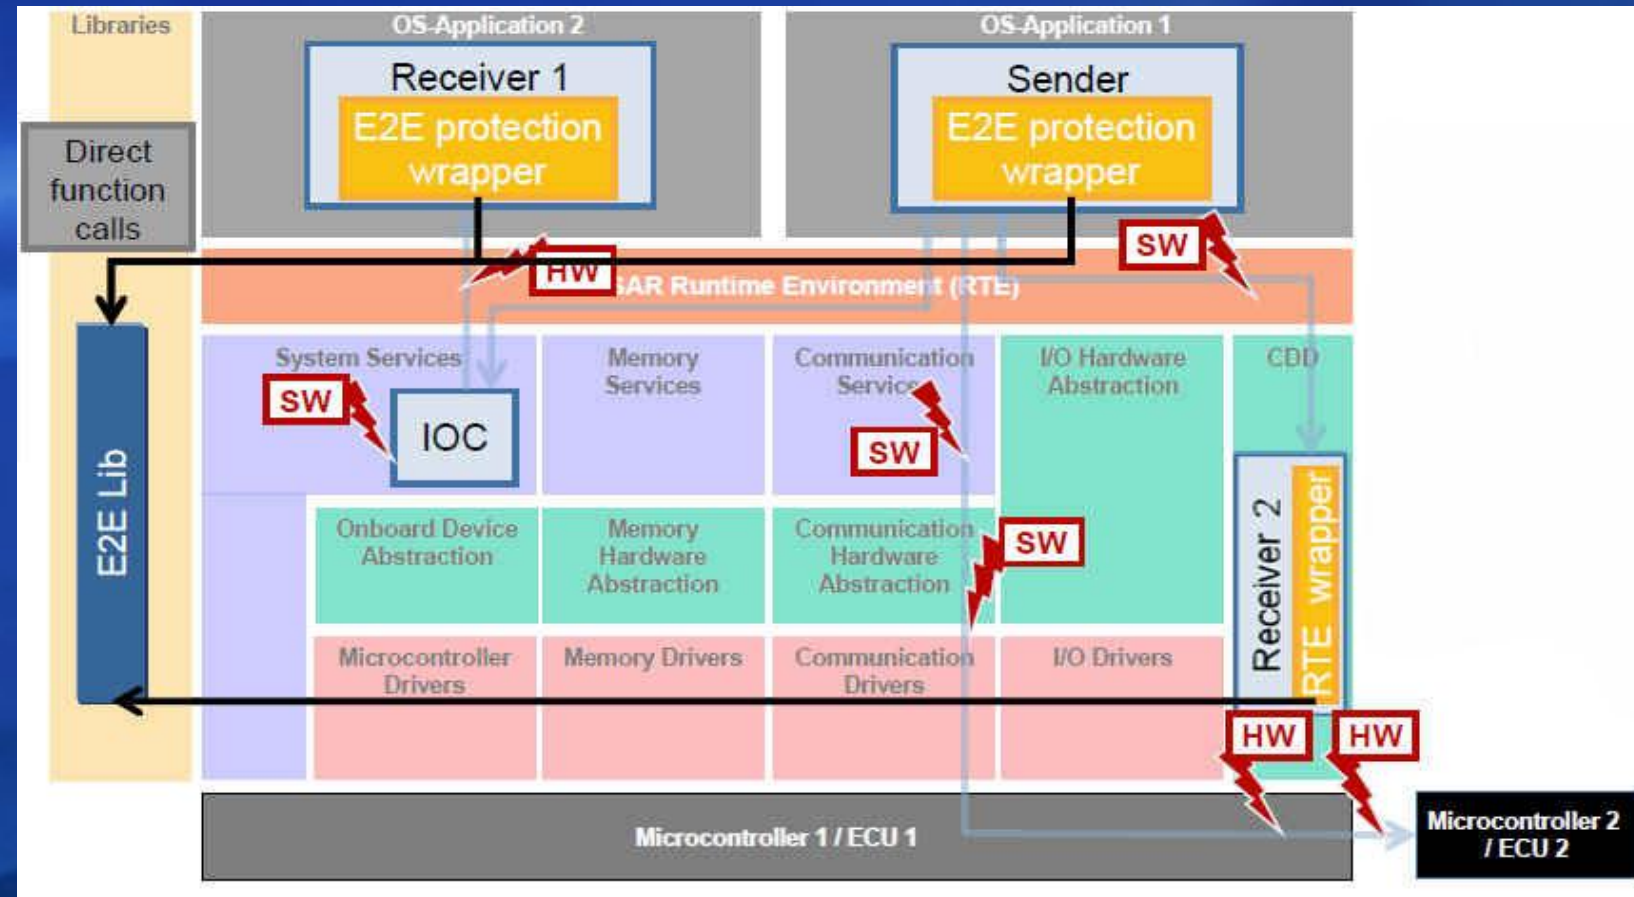 Libraries
OS-Application 2
OS-Application 1
Receiver 1
E2E protection
wrapper
Sender
E2E protection
wrapper
Direct
function
calls
SW
HW
SAR Runtime Environment (RTE)
System Services
Memory
Services
Communication
Services
I/O Hardware
Abstraction
CDD
SW
IOC
SW
E2E Lib
Onboard Device
Abstraction
Memory
Hardware
Abstraction
Communication
Hardware
Abstraction
SW
Receiver 2
RTE wrapper
Microcontroller
Drivers
Memory Drivers
Communication
Drivers
I/O Drivers
HW
HW
Microcontroller 1 / ECU 1
Microcontroller 2
/ ECU 2